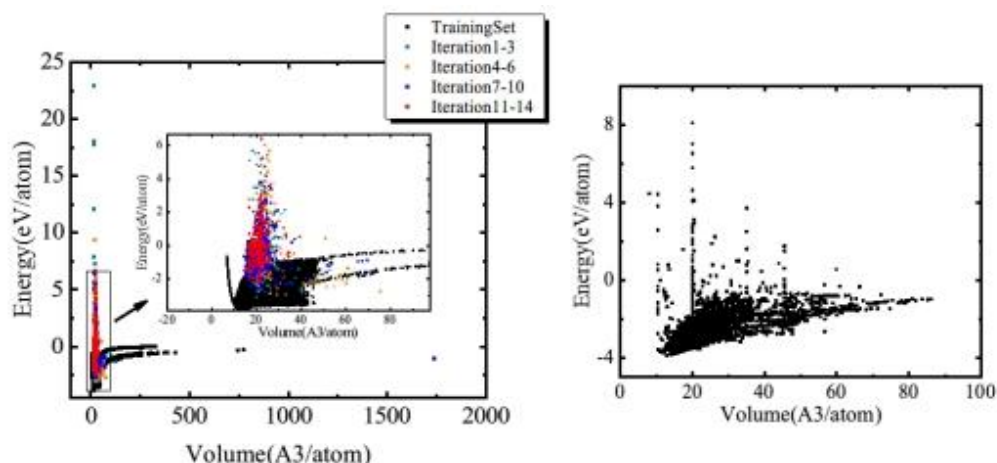 TrainingSet
Iteration1-3
Iteration4-6
Iteration7-10
Iteration11-14
25
20
15
10
5
0
Energy(eV/atom)
0 500 1000 1500 2000
Volume(A3/atom)
6
4
2
0
-2
Energy(eV/atom)
-20 0 20 40 60 80
Volume(A3/atom)
8
4
0
-4
Energy(eV/atom)
0 20 40 60 80 100
Volume(A3/atom)